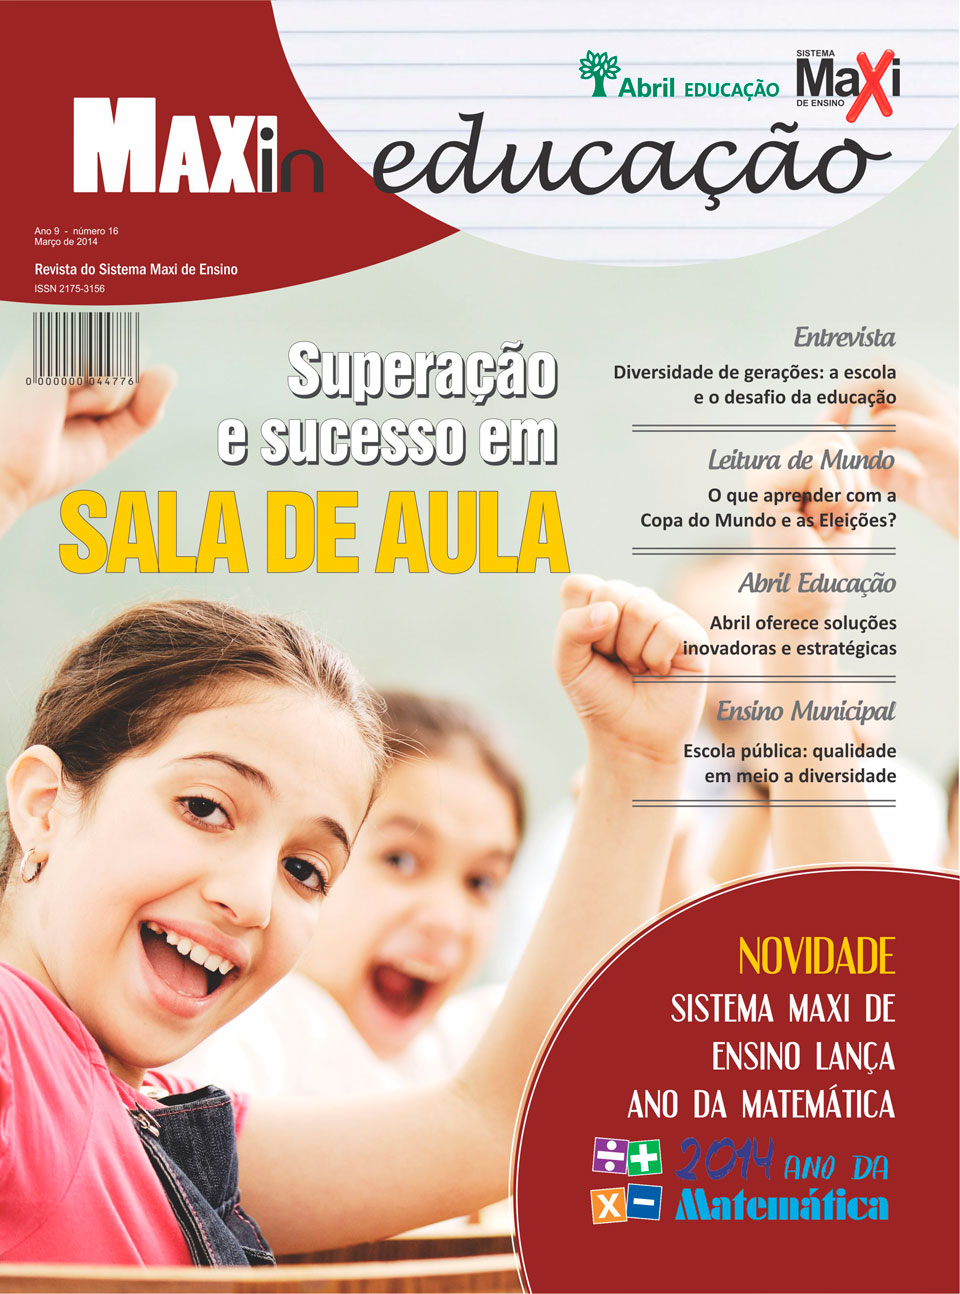 Abril EDUCAÇÃO
SISTEMA
MaXi
DE ENSINO
MAXiin educação
Ano 9 - número 16
Março de 2014
Revista do Sistema Maxi de Ensino
ISSN 2175-3156
0 000000 044776
Superação
e sucesso em
SALA DE AULA
Entrevista
Diversidade de gerações: a escola
e o desafio da educação
Leitura de Mundo
O que aprender com a
Copa do Mundo e as Eleições?
Abril Educação
Abril oferece soluções
inovadoras e estratégicas
Ensino Municipal
Escola pública: qualidade
em meio a diversidade
NOVIDADE
SISTEMA MAXI DE
ENSINO LANÇA
ANO DA MATEMÁTICA
÷ + 2014 ANO DA
x − Matemática